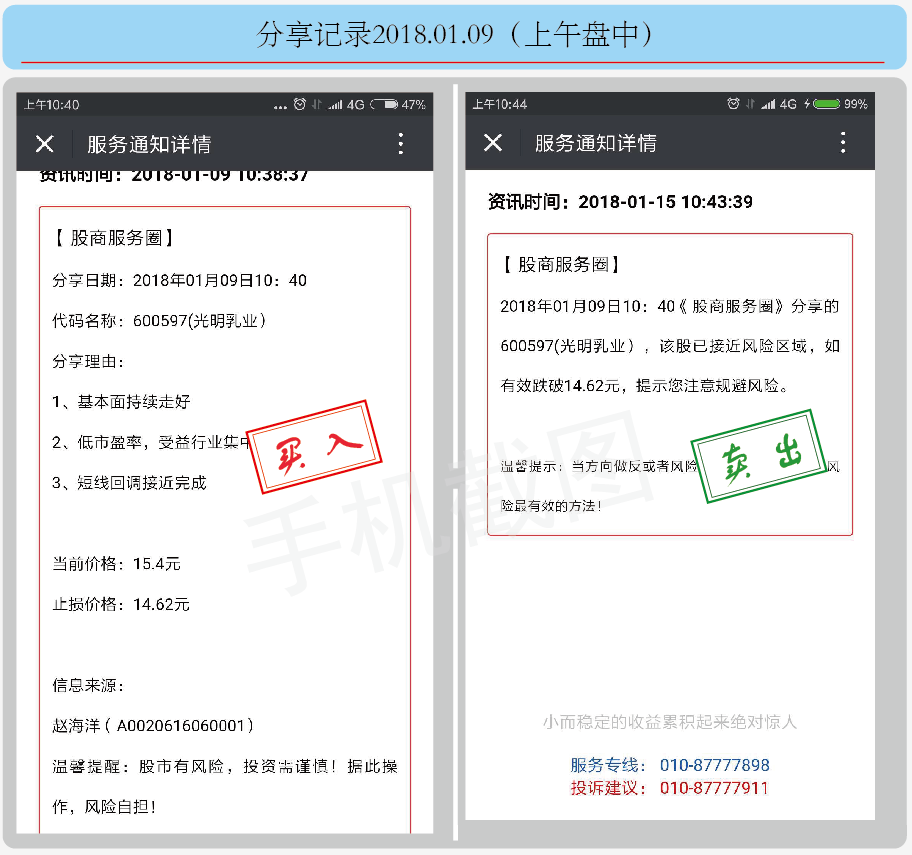 分享记录2018.01.09（上午盘中）
上午10:40
4G
47%
服务通知详情
资讯时间：2018-01-09 10:38:37
【 股商服务圈】
分享日期：2018年01月09日10：40
代码名称：600597(光明乳业）
分享理由：
1、基本面持续走好
2、低市盈率，受益行业集中
3、短线回调接近完成
买入
当前价格：15.4元
止损价格：14.62元
信息来源：
赵海洋（A0020616060001）
温馨提醒：股市有风险，投资需谨慎！据此操
作，风险自担！
上午10:44
4G
99%
服务通知详情
资讯时间：2018-01-15 10:43:39
【 股商服务圈】
2018年01月09日10：40《 股商服务圈》分享的
600597(光明乳业），该股已接近风险区域，如
有效跌破14.62元，提示您注意规避风险。
卖出
温馨提示：当方向做反或者风险
风
险最有效的方法！
小而稳定的收益累积起来绝对惊人
服务专线： 010-87777898
投诉建议： 010-87777911
手机截图